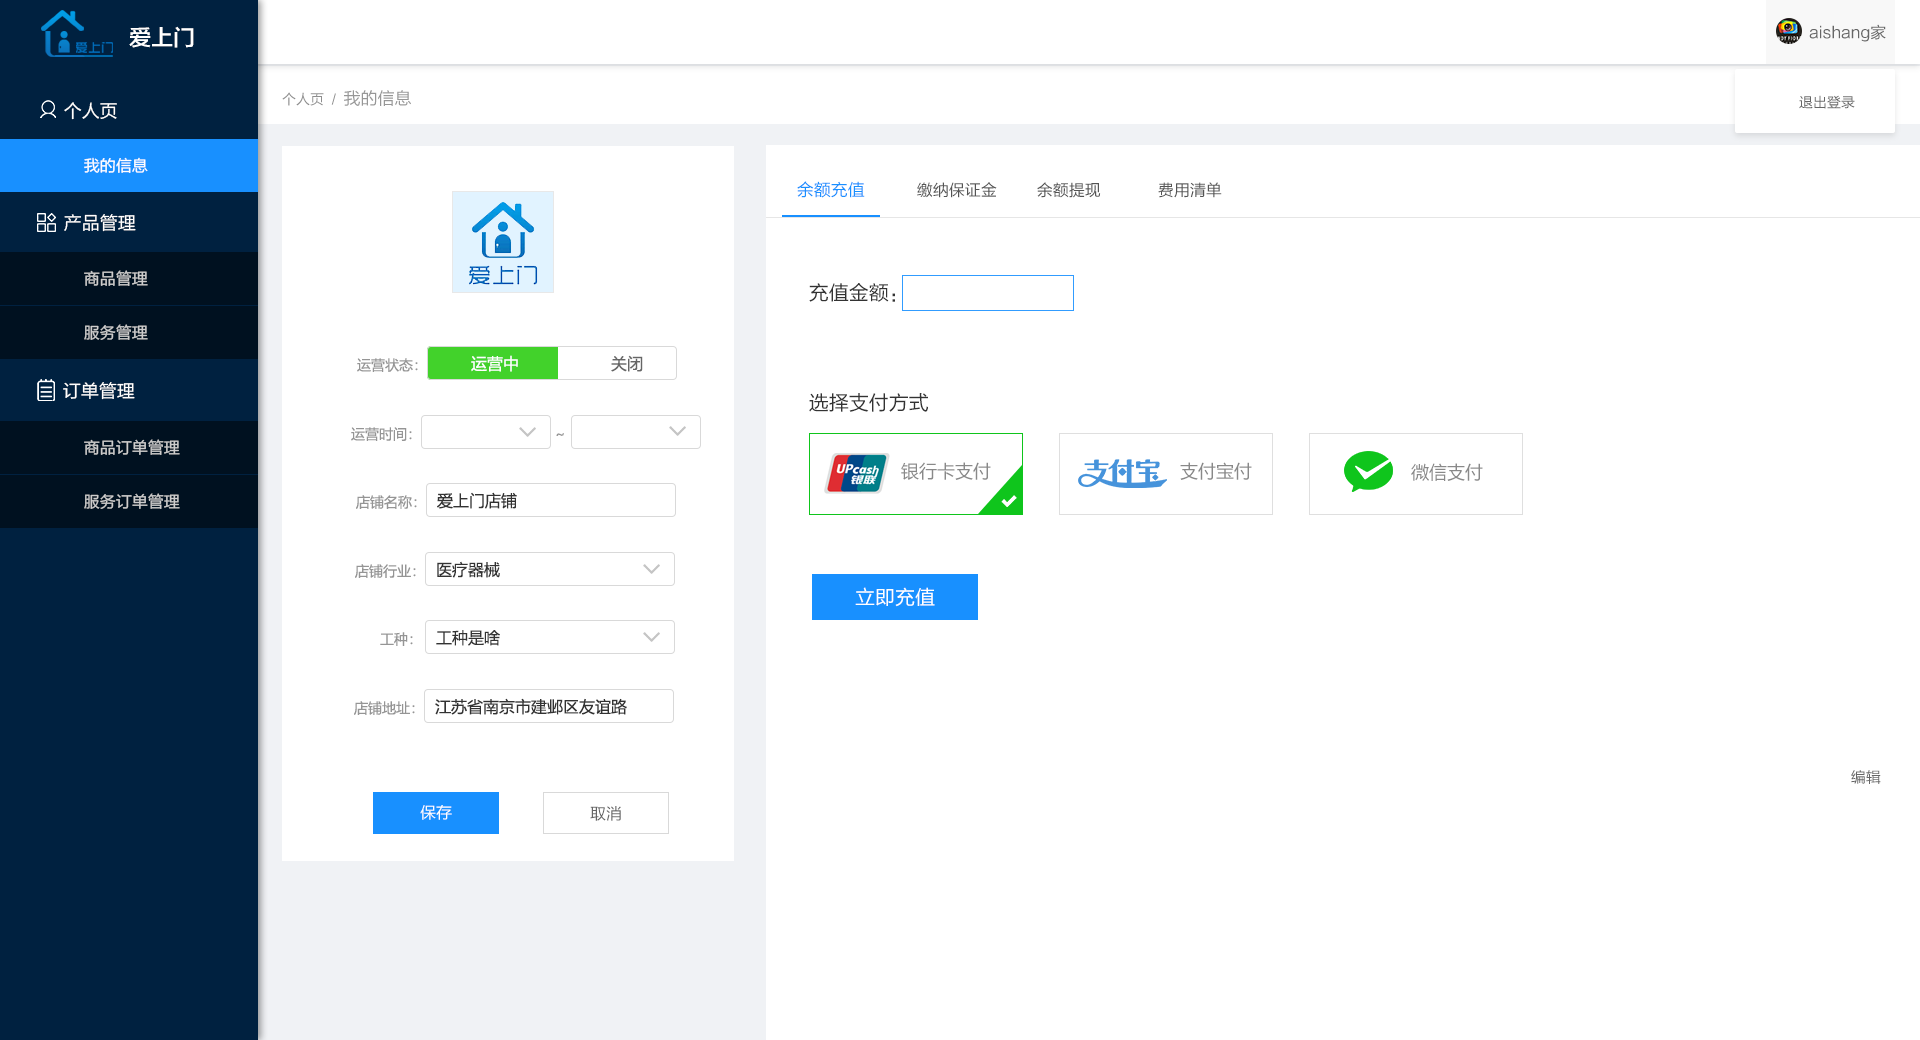 爱上门
爱上门
aishang家
退出登录
个人页
我的信息
产品管理
商品管理
服务管理
订单管理
商品订单管理
服务订单管理
个人页 / 我的信息
爱上门
运营状态：
运营中
关闭
运营时间：
~
店铺名称：
爱上门店铺
店铺行业：
医疗器械
工种：
工种是啥
店铺地址：
江苏省南京市建邺区友谊路
保存
取消
余额充值
缴纳保证金
余额提现
费用清单
充值金额：
选择支付方式
UPcash
银联
银行卡支付
支付宝
支付宝付
微信支付
立即充值
编辑